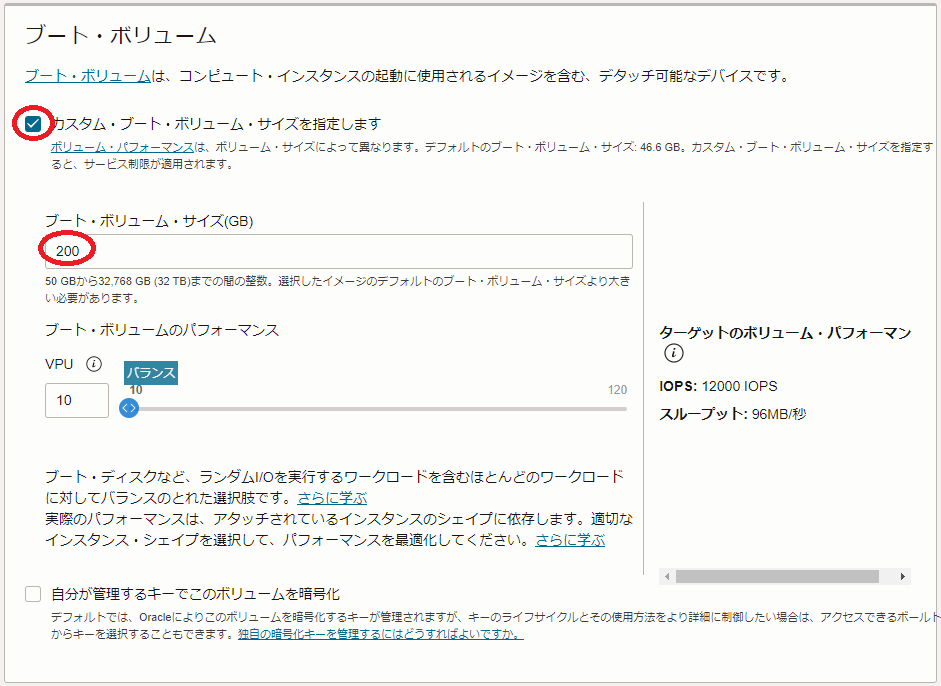 ブート・ボリューム
ブート・ボリュームは、コンピュート・インスタンスの起動に使用されるイメージを含む、デタッチ可能なデバイスです。
カスタム・ブート・ボリューム・サイズを指定します
ボリューム・パフォーマンスは、ボリューム・サイズによって異なります。デフォルトのブート・ボリューム・サイズ: 46.6 GB。カスタム・ブート・ボリューム・サイズを指定す
ると、サービス制限が適用されます。
ブート・ボリューム・サイズ(GB)
200
50 GBから32,768 GB (32 TB)までの間の整数。選択したイメージのデフォルトのブート・ボリューム・サイズより大き
い必要があります。
ブート・ボリュームのパフォーマンス
VPU
10
バランス
10
120
ブート・ディスクなど、ランダムI/Oを実行するワークロードを含むほとんどのワークロード
に対してバランスのとれた選択肢です。さらに学ぶ
実際のパフォーマンスは、アタッチされているインスタンスのシェイプに依存します。適切な
インスタンス・シェイプを選択して、パフォーマンスを最適化してください。さらに学ぶ
ターゲットのボリューム・パフォーマン
IOPS: 12000 IOPS
スループット: 96MB/秒
自分が管理するキーでこのボリュームを暗号化
デフォルトでは、Oracleによりこのボリュームを暗号化するキーが管理されますが、キーのライフサイクルとその使用方法をより詳細に制御したい場合は、アクセスできるボールト
からキーを選択することもできます。独自の暗号化キーを管理するにはどうすればよいですか。